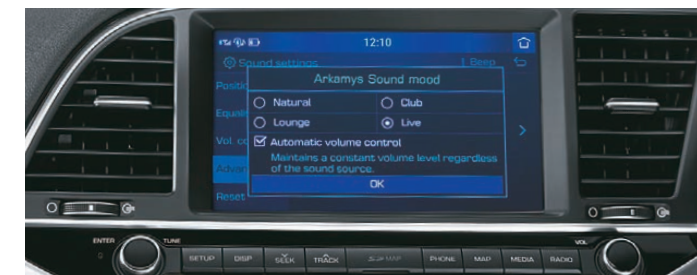 12:10
Sound settings
Beep
Arkamys Sound mood
Natural
Club
Lounge
Live
Automatic volume control
Maintains a constant volume level regardless
of the sound source.
OK
Reset
ENTER
TUNE
SETUP
DISP
SEEK
TRACK
MAP
PHONE
MAP
MEDIA
RADIO
VOL